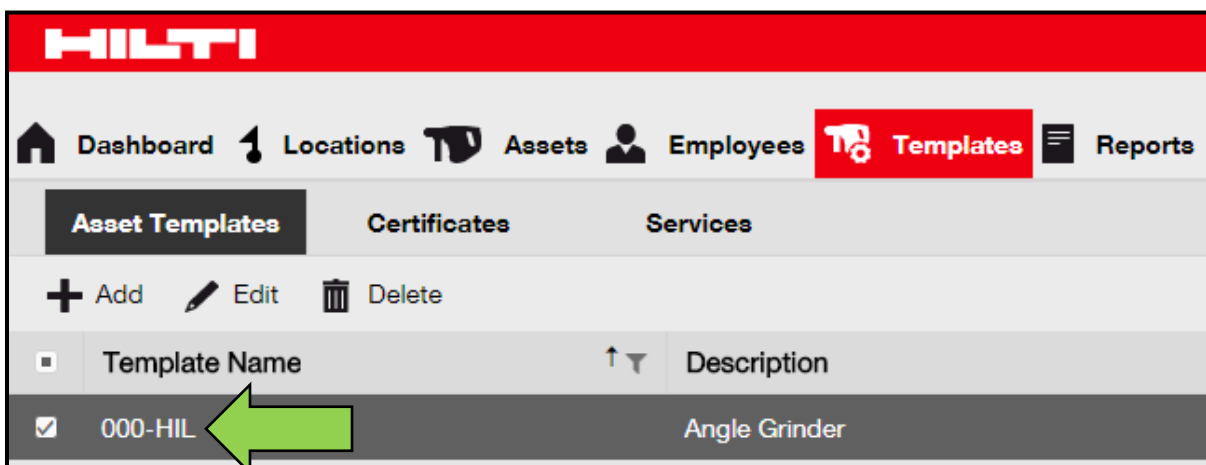 HILTI
Dashboard Locations Assets Employees Templates Reports
Asset Templates Certificates Services
Add Edit Delete
Template Name Description
000-HIL Angle Grinder